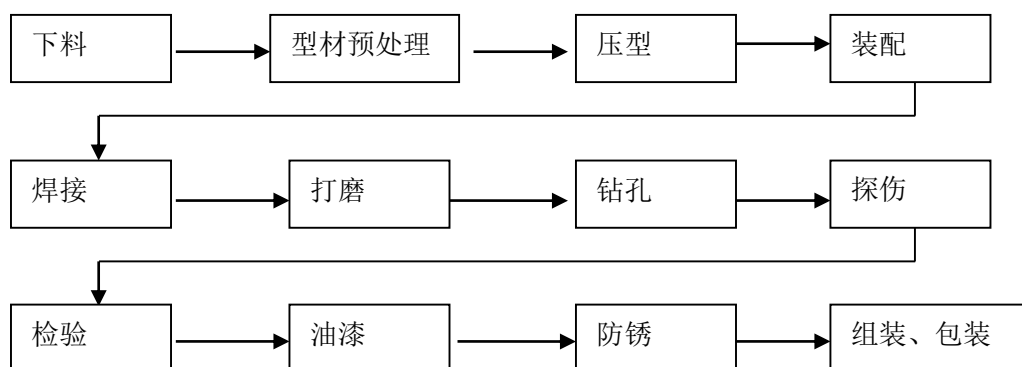 下料
型材预处理
压型
装配
焊接
打磨
钻孔
探伤
检验
油漆
防锈
组装、包装